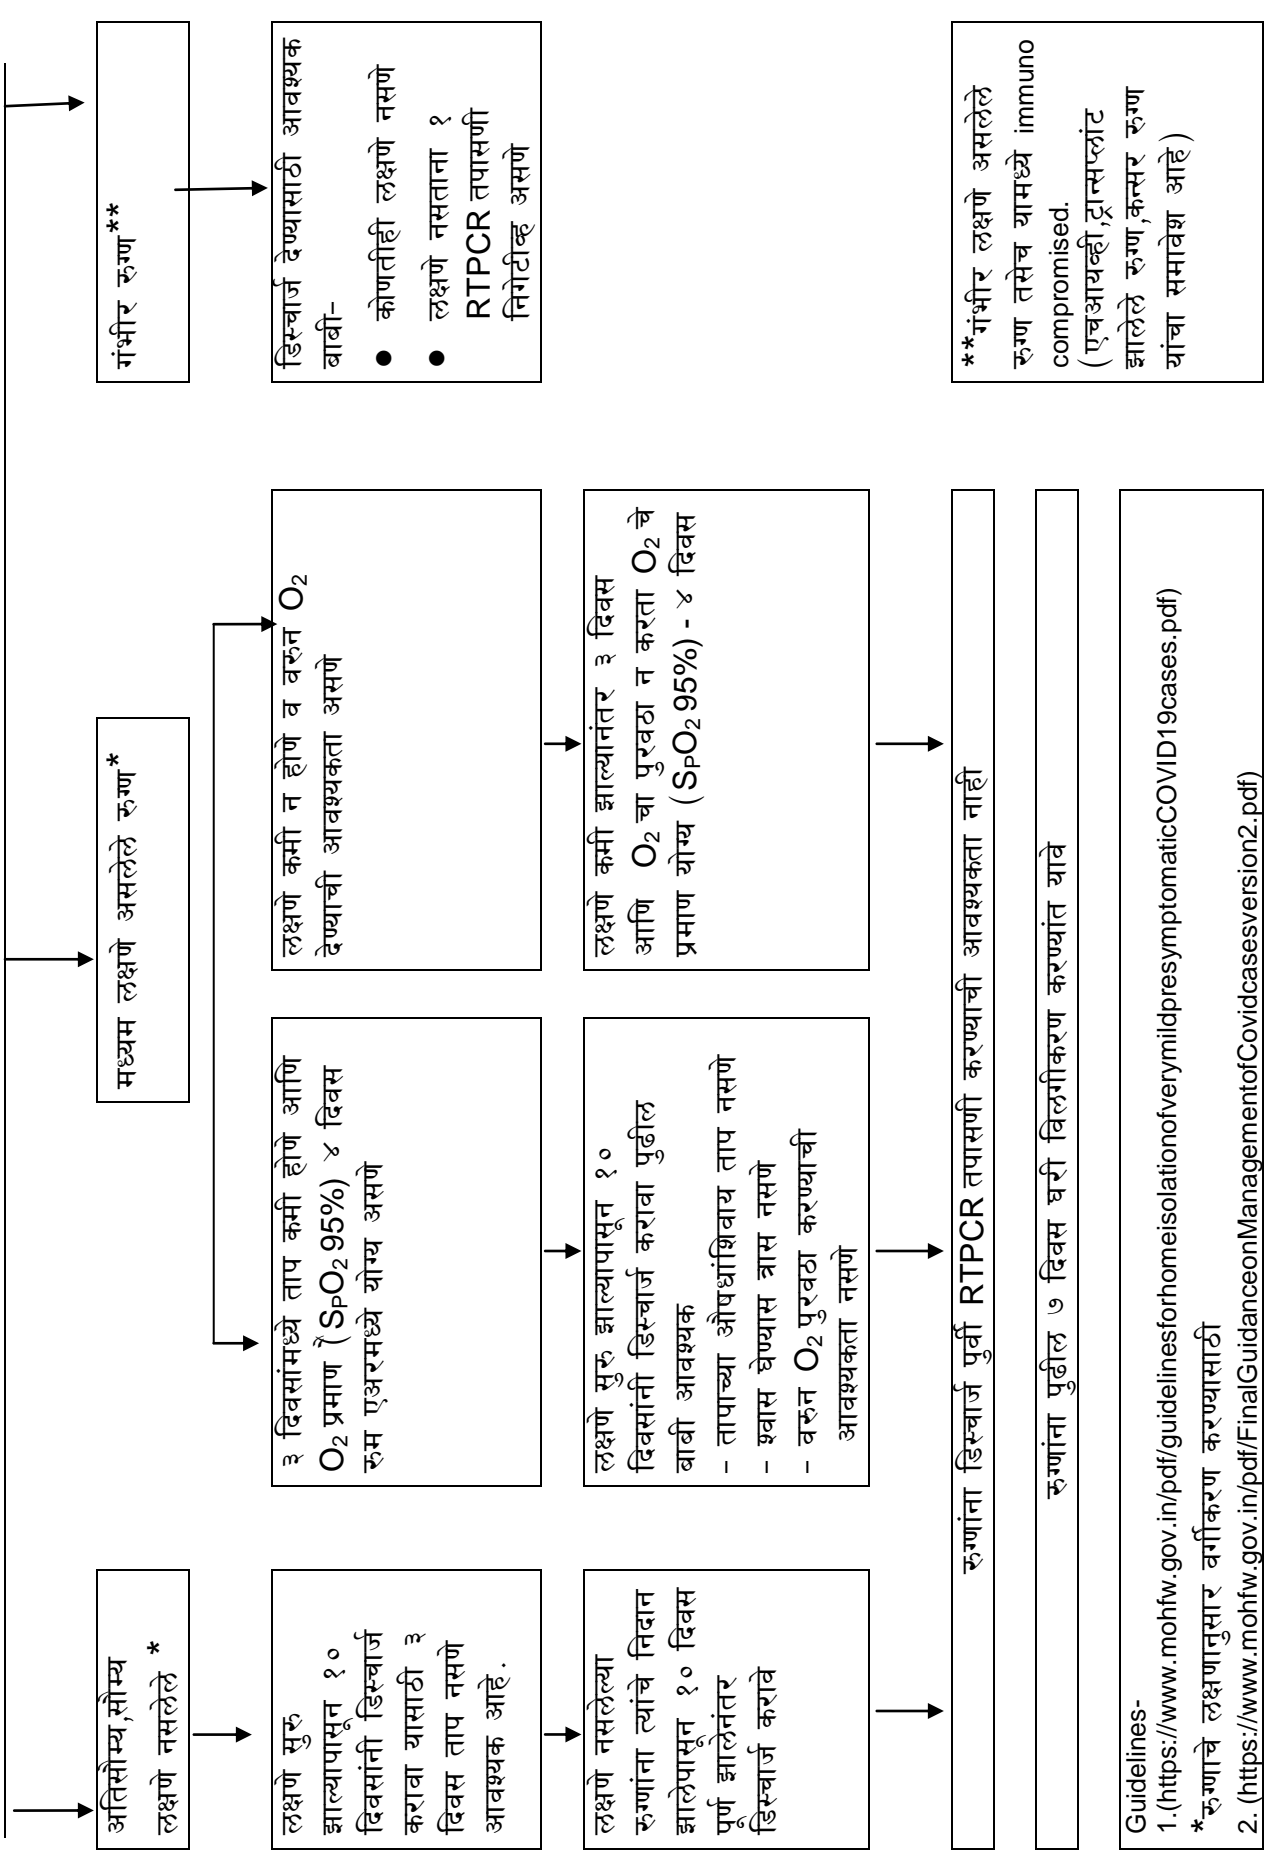 अतिसौम्य,सौम्य
लक्षणे नसलेले *
मध्यम लक्षणे असलेले रुग्ण*
गंभीर रुग्ण**
लक्षणे सुरु
झाल्यापासून १०
दिवसांनी डिस्चार्ज
करावा यासाठी ३
दिवस ताप नसणे
आवश्यक आहे.
३ दिवसांमध्ये ताप कमी होणे आणि
O2 प्रमाण (SPO2 95%) ४ दिवस
रुम एअरमध्ये योग्य असणे
लक्षणे कमी न होणे व वरुन O2
देण्याची आवश्यकता असणे
डिस्चार्ज देण्यासाठी आवश्यक
बाबी-
● कोणतीही लक्षणे नसणे
● लक्षणे नसताना १
RTPCR तपासणी
निगेटीव्ह असणे
लक्षणे नसलेल्या
रुग्णांना त्यांचे निदान
झालेपासून १० दिवस
पूर्ण झालेनंतर
डिस्चार्ज करावे
लक्षणे सुरु झाल्यापासून १०
दिवसांनी डिस्चार्ज करावा पुढील
बाबी आवश्यक
- तापाच्या औषधांशिवाय ताप नसणे
- श्वास घेण्यास त्रास नसणे
- वरुन O2 पुरवठा करण्याची
आवश्यकता नसणे
लक्षणे कमी झाल्यानंतर ३ दिवस
आणि O2 चा पुरवठा न करता O2 चे
प्रमाण योग्य (SPO2 95%) - ४ दिवस
रुग्णांना डिस्चार्ज पुर्वी RTPCR तपासणी करण्याची आवश्यकता नाही
रुग्णांना पुढील ७ दिवस घरी विलगीकरण करण्यांत यावे
**गंभीर लक्षणे असलेले
रुग्ण तसेच यामध्ये immuno
compromised.
(एचआयव्ही,ट्रान्सप्लांट
झालेले रुग्ण,कन्सर रुग्ण
यांचा समावेश आहे)
Guidelines-
1.(https://www.mohfw.gov.in/pdf/guidelinesforhomeisolationofverymildpresymptomaticCOVID19cases.pdf)
*रुग्णाचे लक्षणानुसार वर्गीकरण करण्यासाठी
2. (https://www.mohfw.gov.in/pdf/FinalGuidanceonManagementofCovidcasesversion2.pdf)